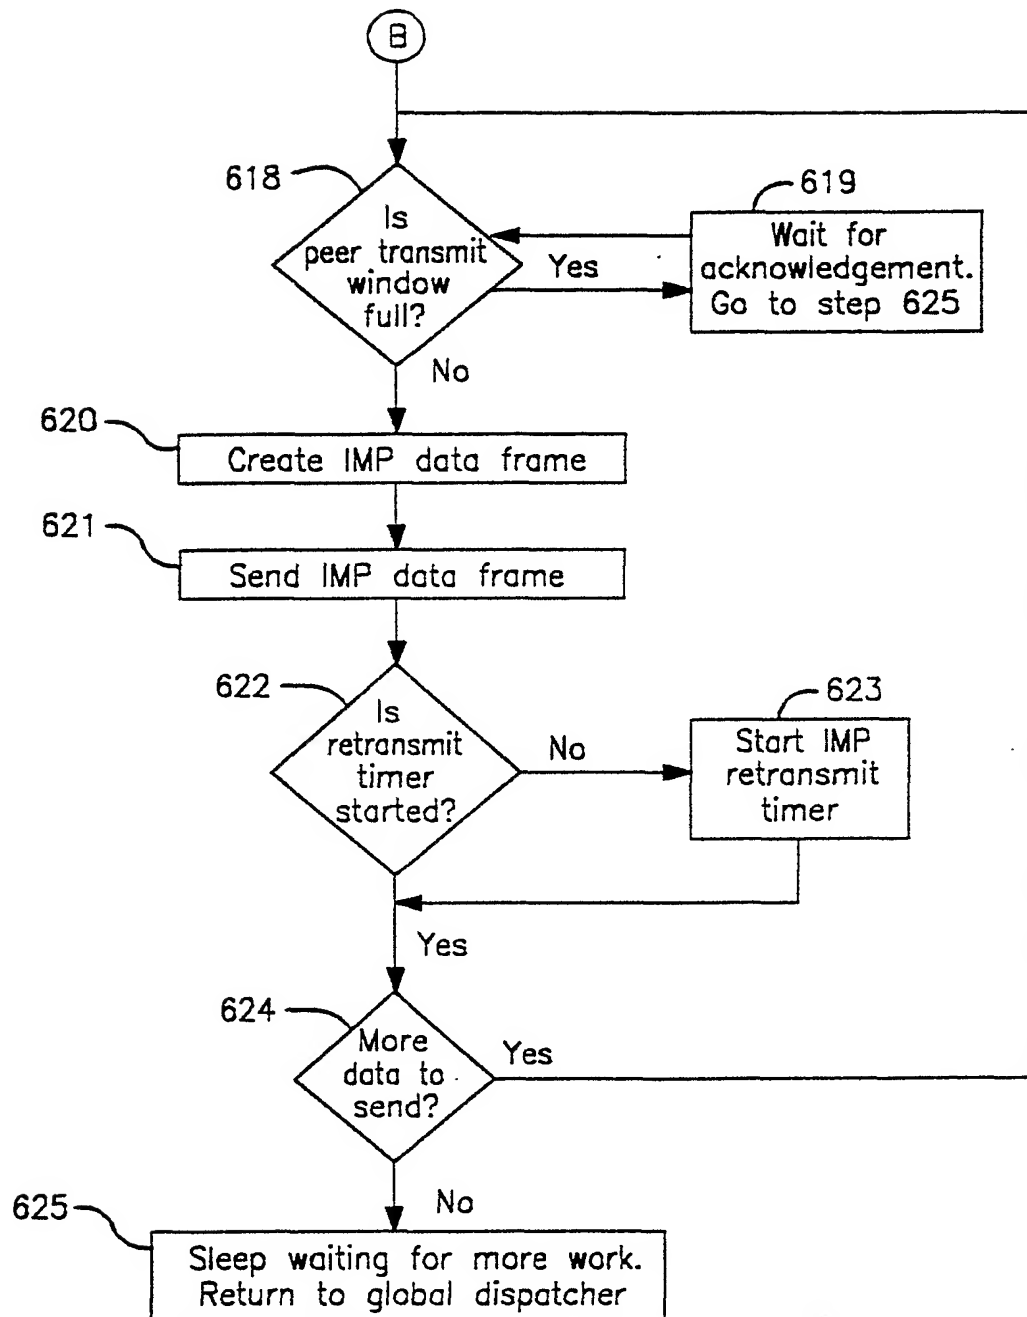 B
618
Is
peer transmit
window
full?
Yes
619
Wait for
acknowledgement.
Go to step 625
No
620
Create IMP data frame
621
Send IMP data frame
622
Is
retransmit
timer
started?
No
623
Start IMP
retransmit
timer
Yes
624
More
data to
send?
Yes
No
625
Sleep waiting for more work.
Return to global dispatcher